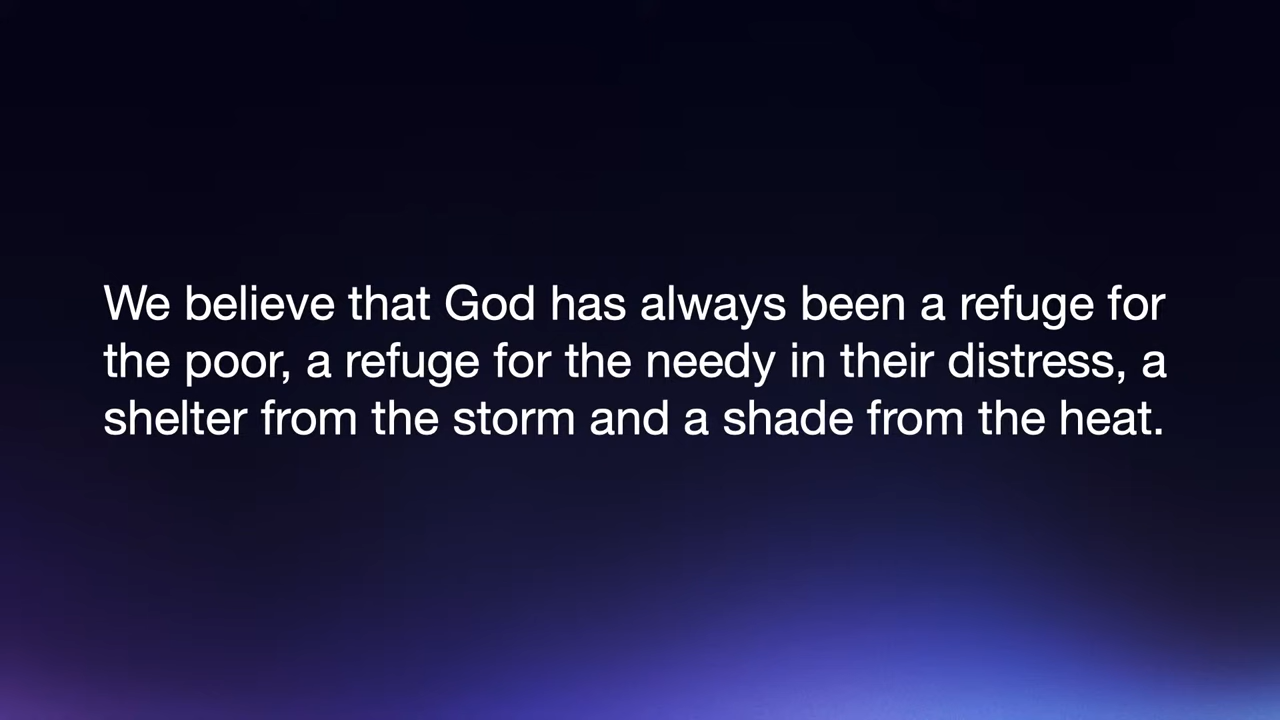 We believe that God has always been a refuge for
the poor, a refuge for the needy in their distress, a
shelter from the storm and a shade from the heat.